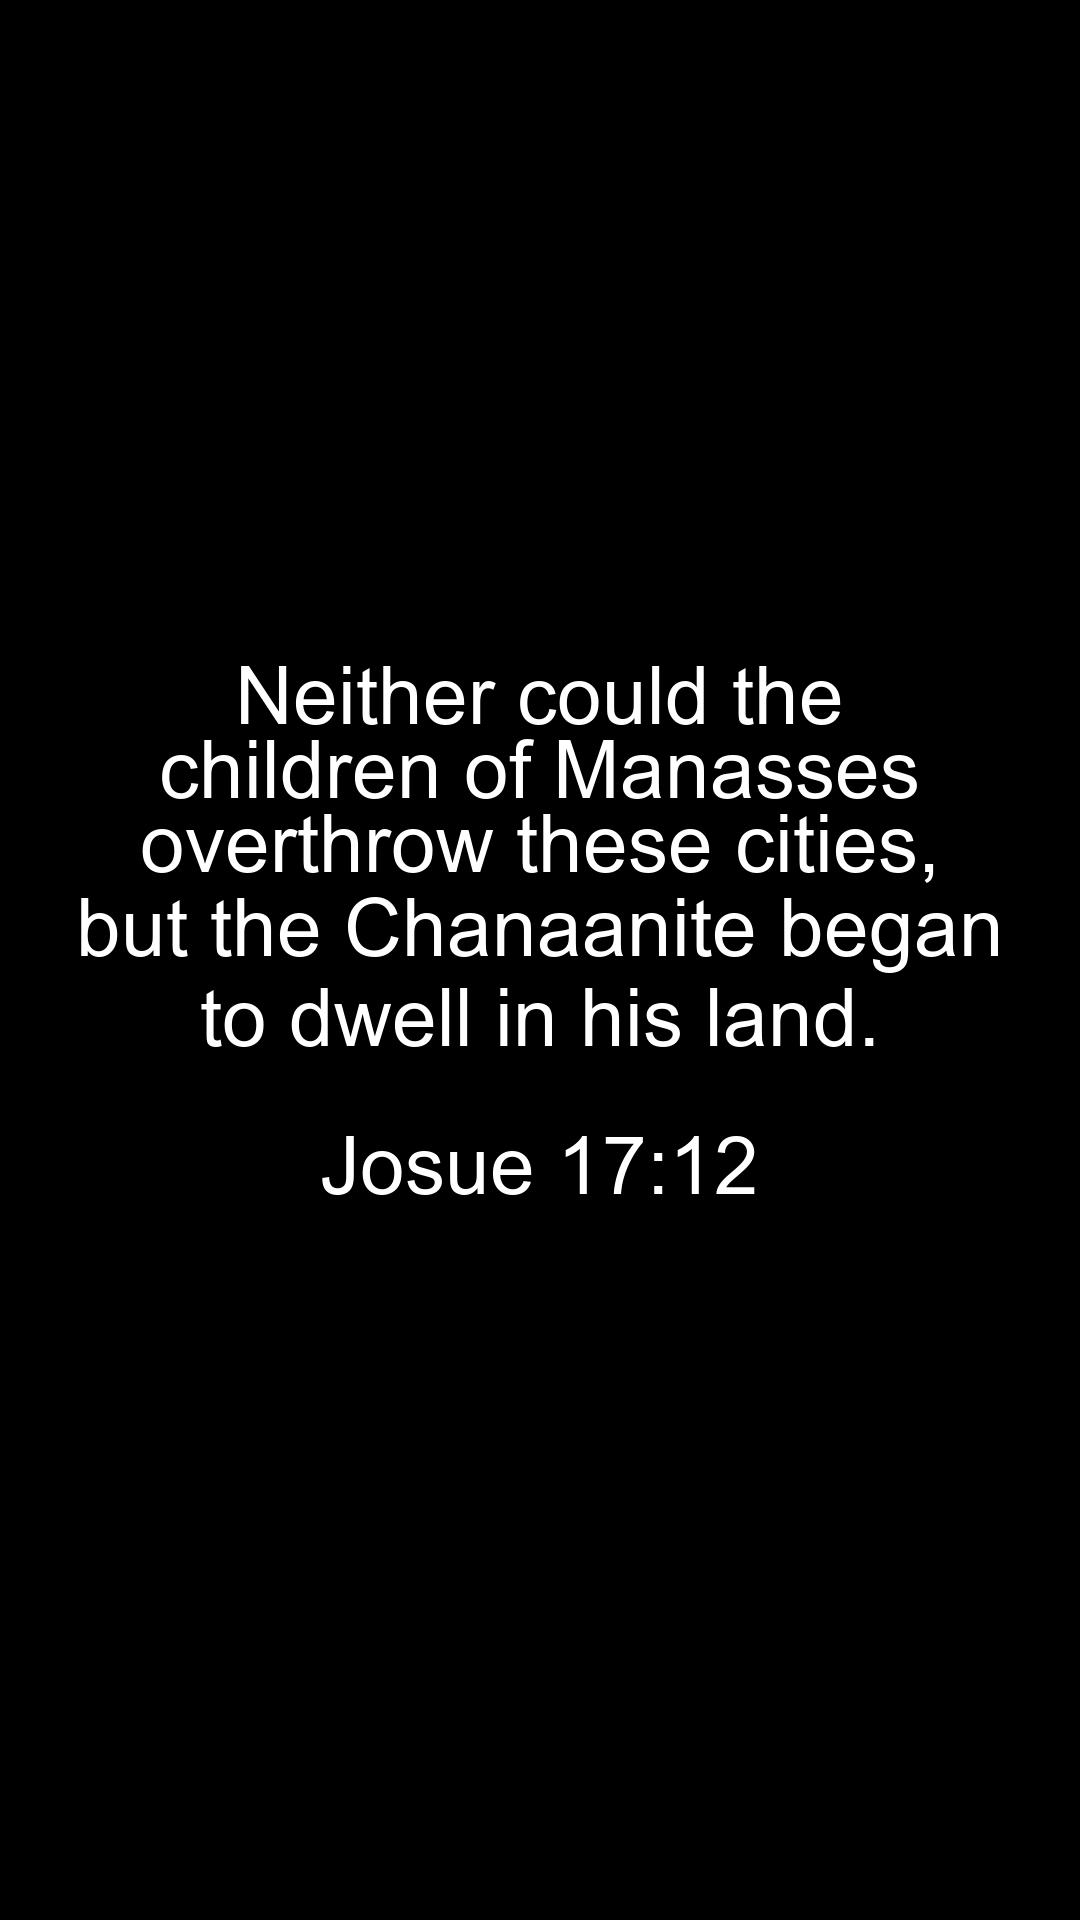 Neither could the
children of Manasses
overthrow these cities,
but the Chanaanite began
to dwell in his land.
Josue 17:12